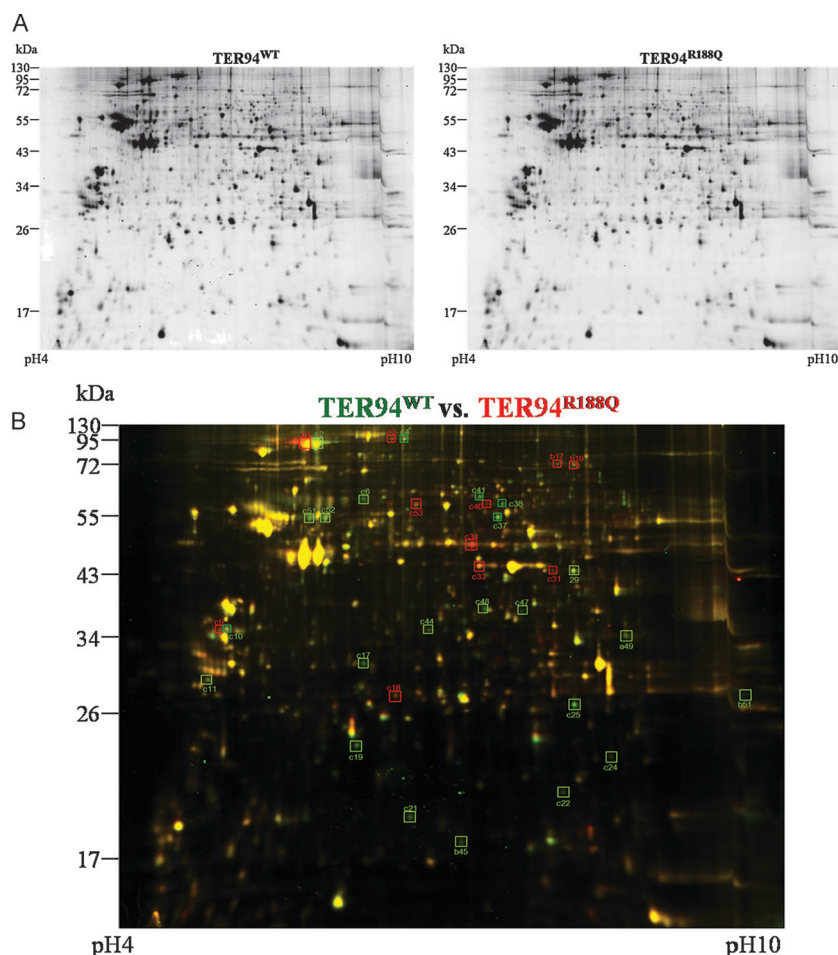 A
kDa
TER94WT
130
95
72
55
43
34
26
17
pH4
pH10
kDa
TER94R188Q
130
95
72
55
43
34
26
17
pH4
pH10
B
kDa
TER94WT vs. TER94R188Q
130
95
72
55
43
34
26
17
b17 b19
c6
c41
c53
c40 c38
c51 c52
c37
c33
c31
29
c48 c47
c9
c10
c44
a49
c17
c11
c18
b51
c25
c19
c24
c22
c21
b45
pH4
pH10